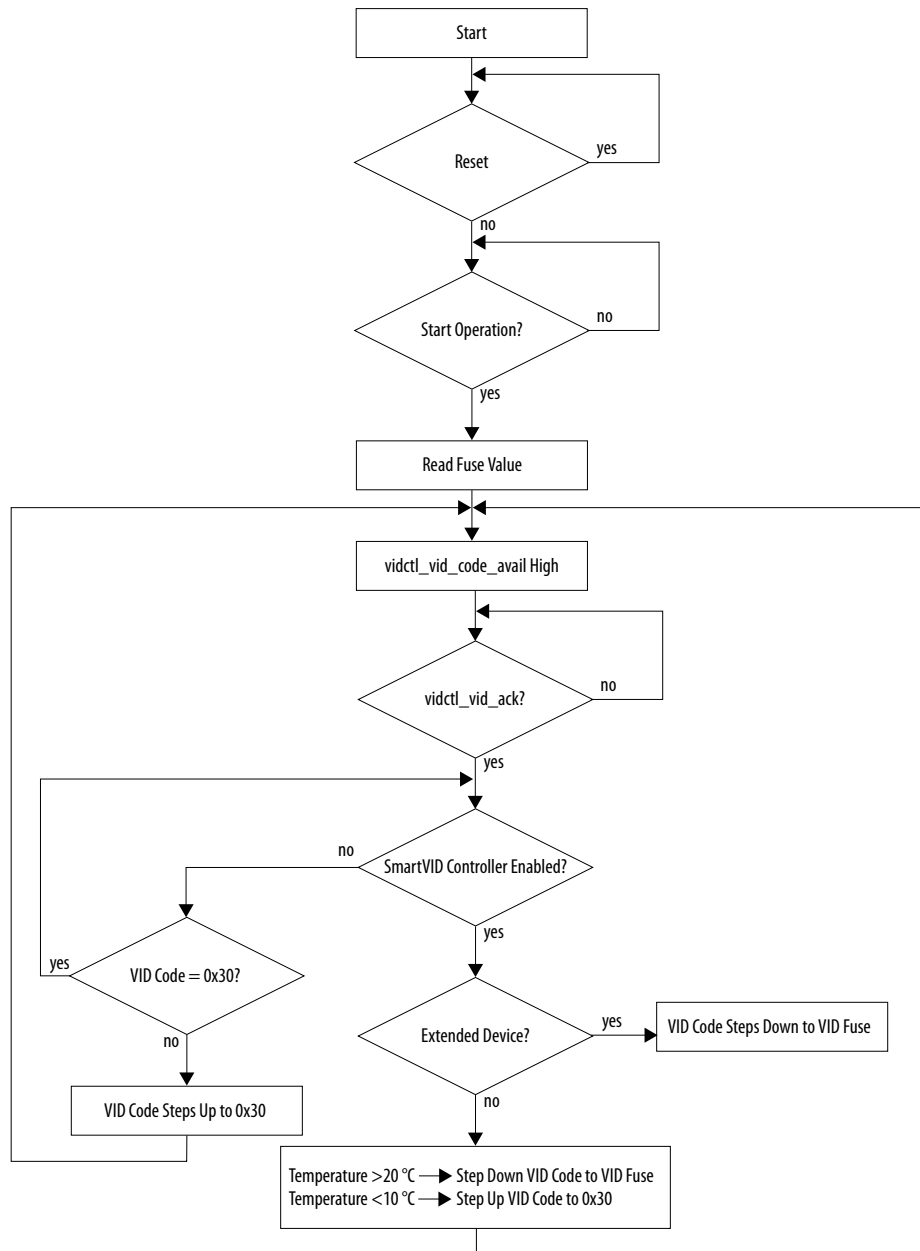 Start
Reset
yes
no
Start Operation?
no
yes
Read Fuse Value
vidctl_vid_code_avail High
vidctl_vid_ack?
no
yes
SmartVID Controller Enabled?
no
yes
VID Code = 0x30?
yes
no
Extended Device?
yes
VID Code Steps Down to VID Fuse
no
VID Code Steps Up to 0x30
Temperature >20 °C Step Down VID Code to VID Fuse
Temperature <10 °C Step Up VID Code to 0x30